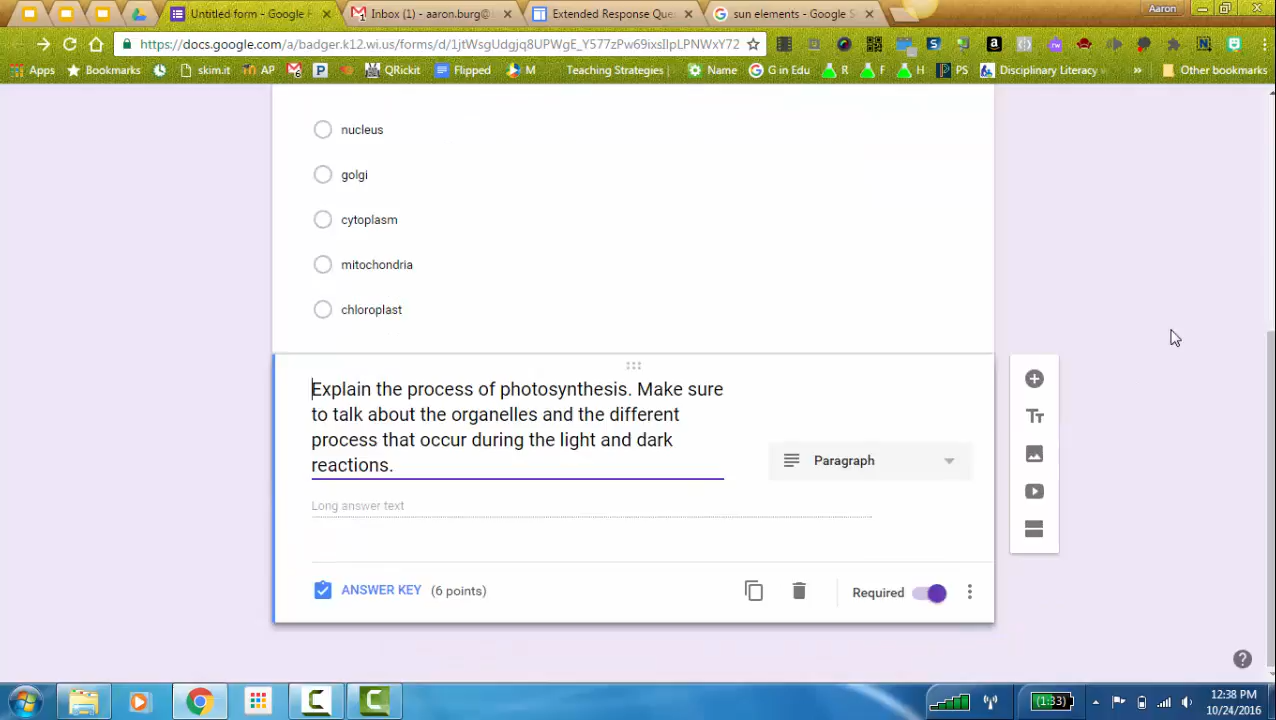 Untitled form - Google F
Inbox (1) - aaron.burg@
Extended Response Que
sun elements - Google S
Aaron
https://docs.google.com/a/badger.k12.wi.us/forms/d/1jtWsgUdgjq8UPWgE_Y577zPw69ixsIlpLPNWxY72
Apps
Bookmarks
skim.it
AP
QRickit
Flipped
M
Teaching Strategies
Name
G in Edu
R
F
H
PS
Disciplinary Literacy
»
Other bookmarks
nucleus
golgi
cytoplasm
mitochondria
chloroplast
Explain the process of photosynthesis. Make sure
to talk about the organelles and the different
process that occur during the light and dark
reactions.
Paragraph
Long answer text
ANSWER KEY (6 points)
Required
(1:33)
12:38 PM
10/24/2016